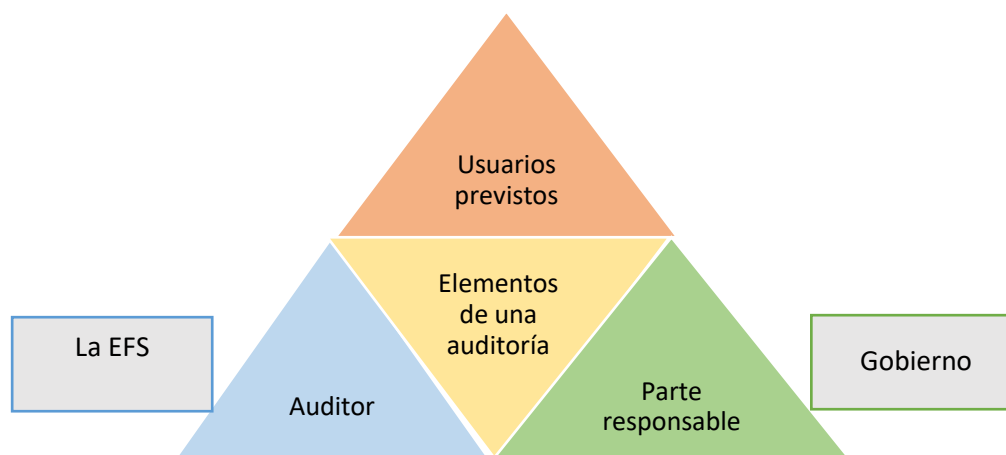 Usuarios
previstos
Elementos
de una
auditoría
La EFS
Gobierno
Auditor
Parte
responsable